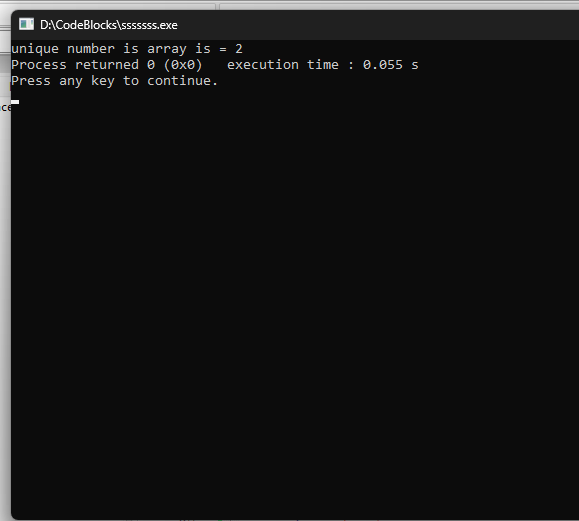 D:\CodeBlocks\sssssss.exe
unique number is array is = 2
Process returned 0 (0x0)   execution time : 0.055 s
Press any key to continue.
ce